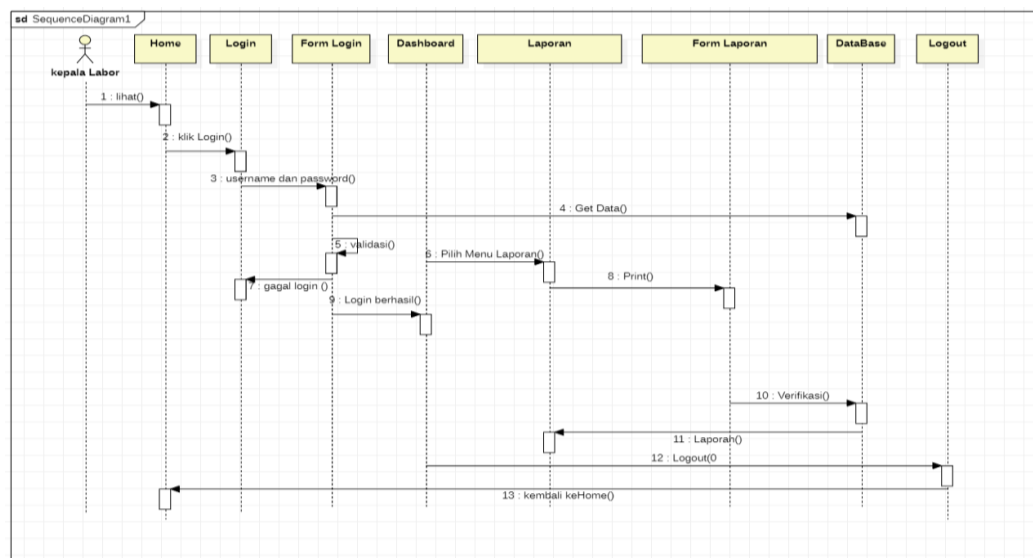 sd SequenceDiagram1
kepala Labor
Home
Login
Form Login
Dashboard
Laporan
Form Laporan
DataBase
Logout
1 : lihat()
2 : klik Login()
3 : username dan password()
4 : Get Data()
5 : validasi()
6 : Pilih Menu Laporan()
7 : gagal login ()
8 : Print()
9 : Login berhasil()
10 : Verifikasi()
11 : Laporah()
12 : Logout(0
13 : kembali keHome()